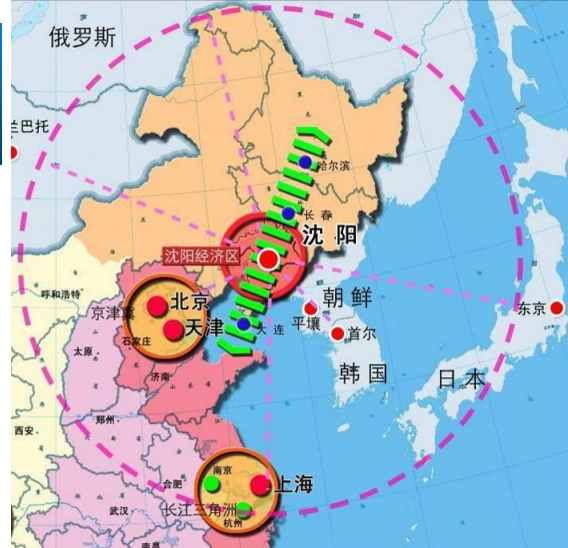 俄罗斯
兰巴托
哈尔滨
长春
沈阳
沈阳经济区
呼和浩特
京津冀
北京
天津
大连
朝鲜
平壤
首尔
东京
太原
石家庄
韩国
日本
济南
郑州
西安
南京
上海
合肥
长江三角洲
武汉
杭州
南昌